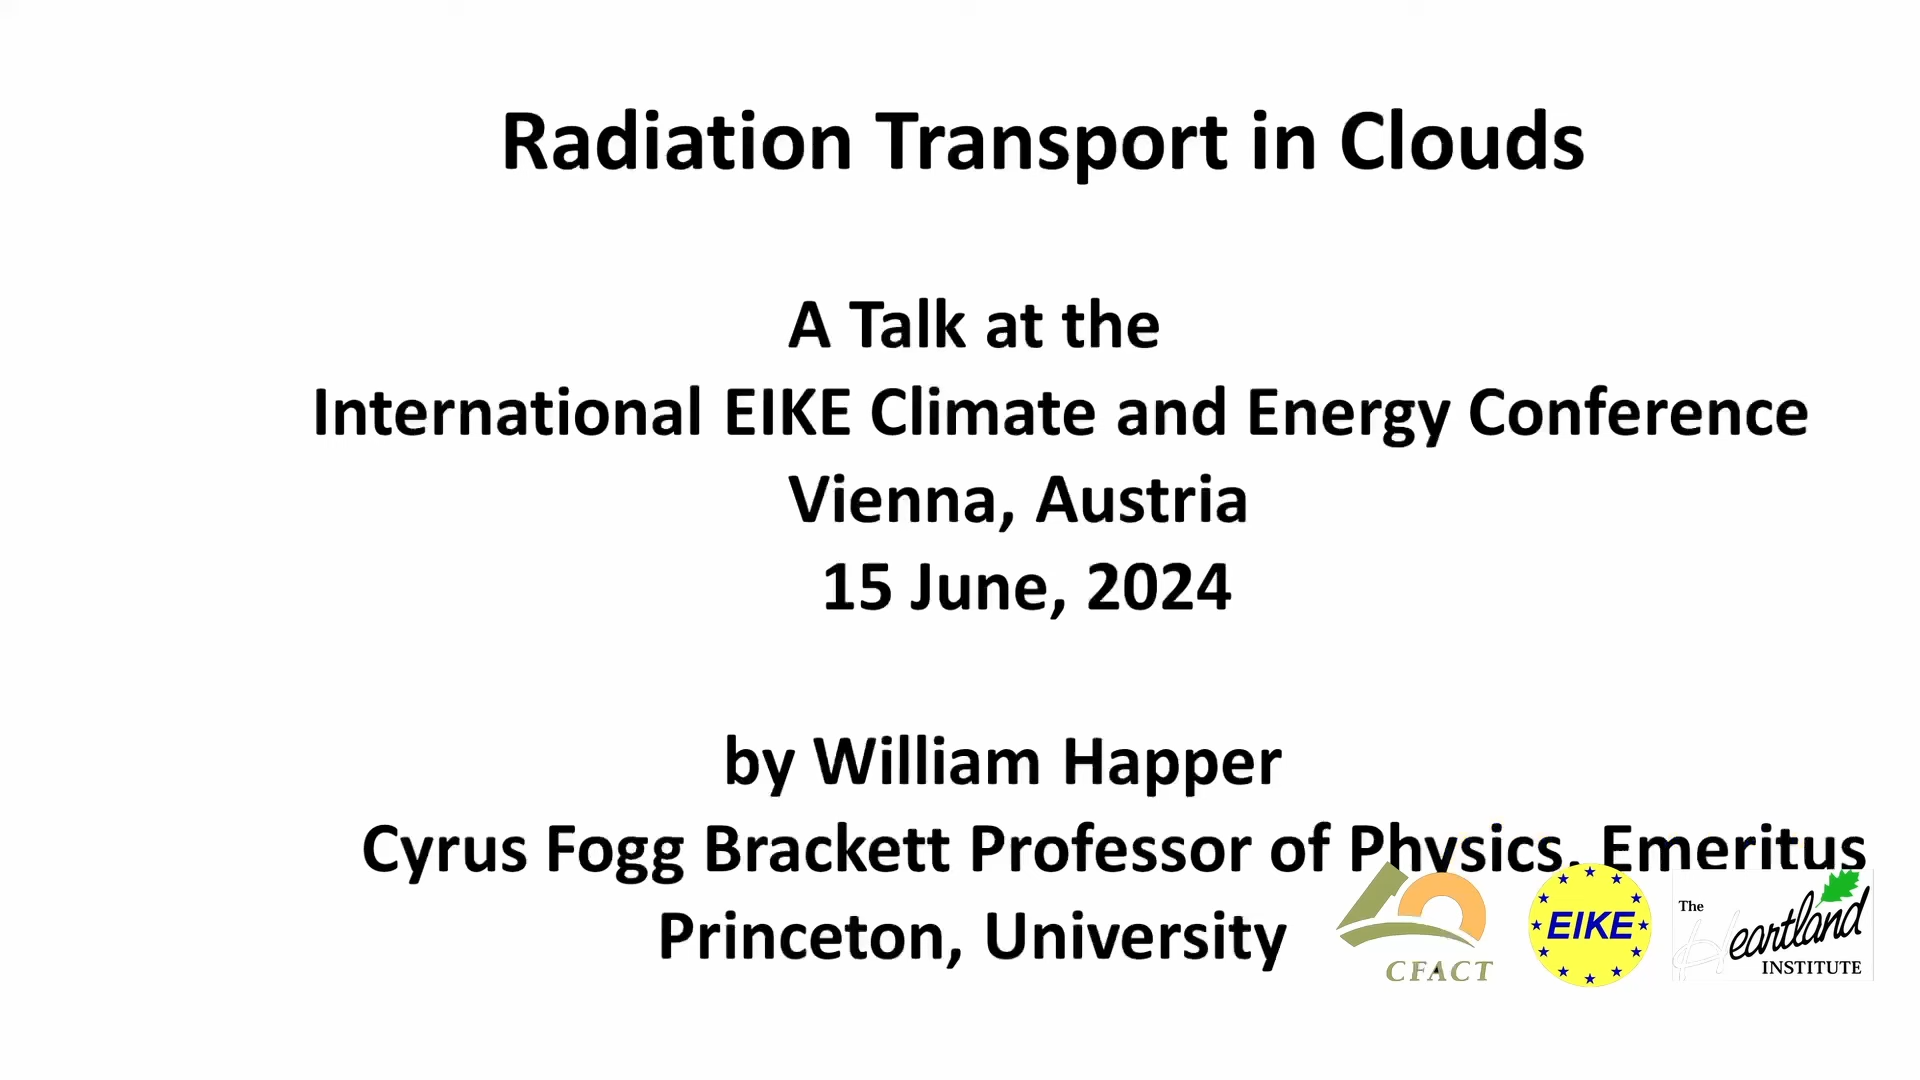 Radiation Transport in Clouds
A Talk at the
International EIKE Climate and Energy Conference
Vienna, Austria
15 June, 2024
by William Happer
Cyrus Fogg Brackett Professor of Physics, Emeritus
Princeton, University
CFACT
EIKE
The
Heartland
INSTITUTE